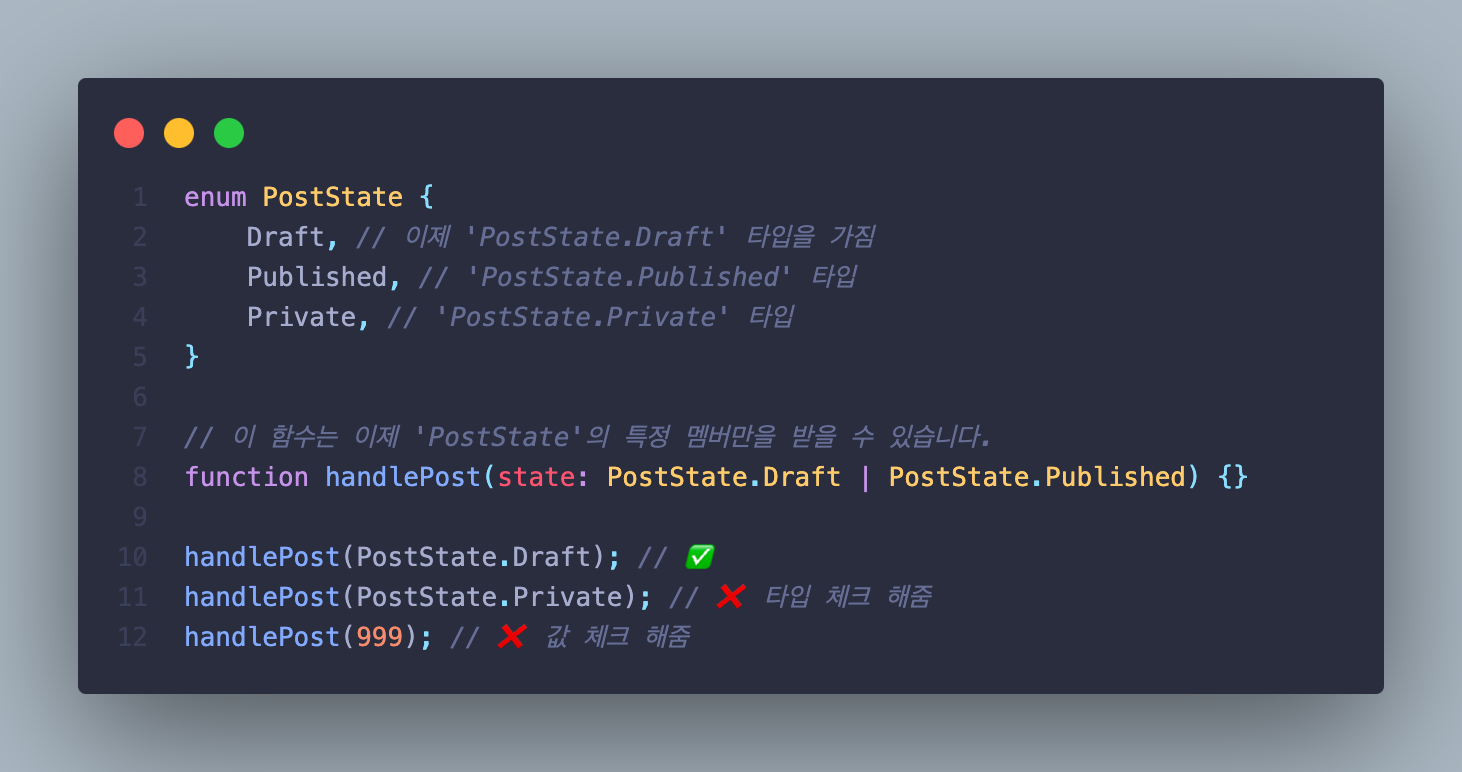 1 enum PostState {
2 Draft, // 이제 'PostState.Draft' 타입을 가짐
3 Published, // 'PostState.Published' 타입
4 Private, // 'PostState.Private' 타입
5 }
6
7 // 이 함수는 이제 'PostState'의 특정 멤버만을 받을 수 있습니다.
8 function handlePost(state: PostState.Draft | PostState.Published) {}
9
10 handlePost(PostState.Draft); // ✅
11 handlePost(PostState.Private); // ❌ 타입 체크 해줌
12 handlePost(999); // ❌ 값 체크 해줌